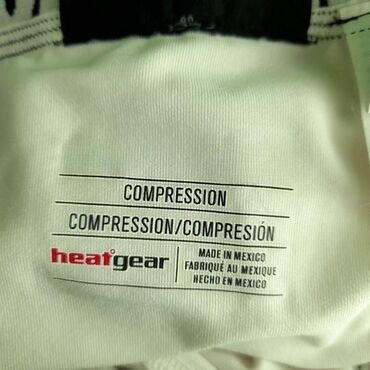 COMPRESSION
COMPRESSION/COMPRESIÓN
heatgear
MADE IN MEXICO
FABRIQUÉ AU MEXIQUE
HECHO EN MEXICO